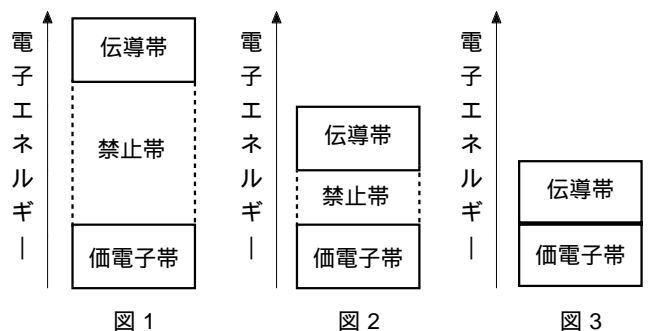 電子エネルギー
伝導帯
禁止帯
価電子帯
図 1
電子エネルギー
伝導帯
禁止帯
価電子帯
図 2
電子エネルギー
伝導帯
価電子帯
図 3